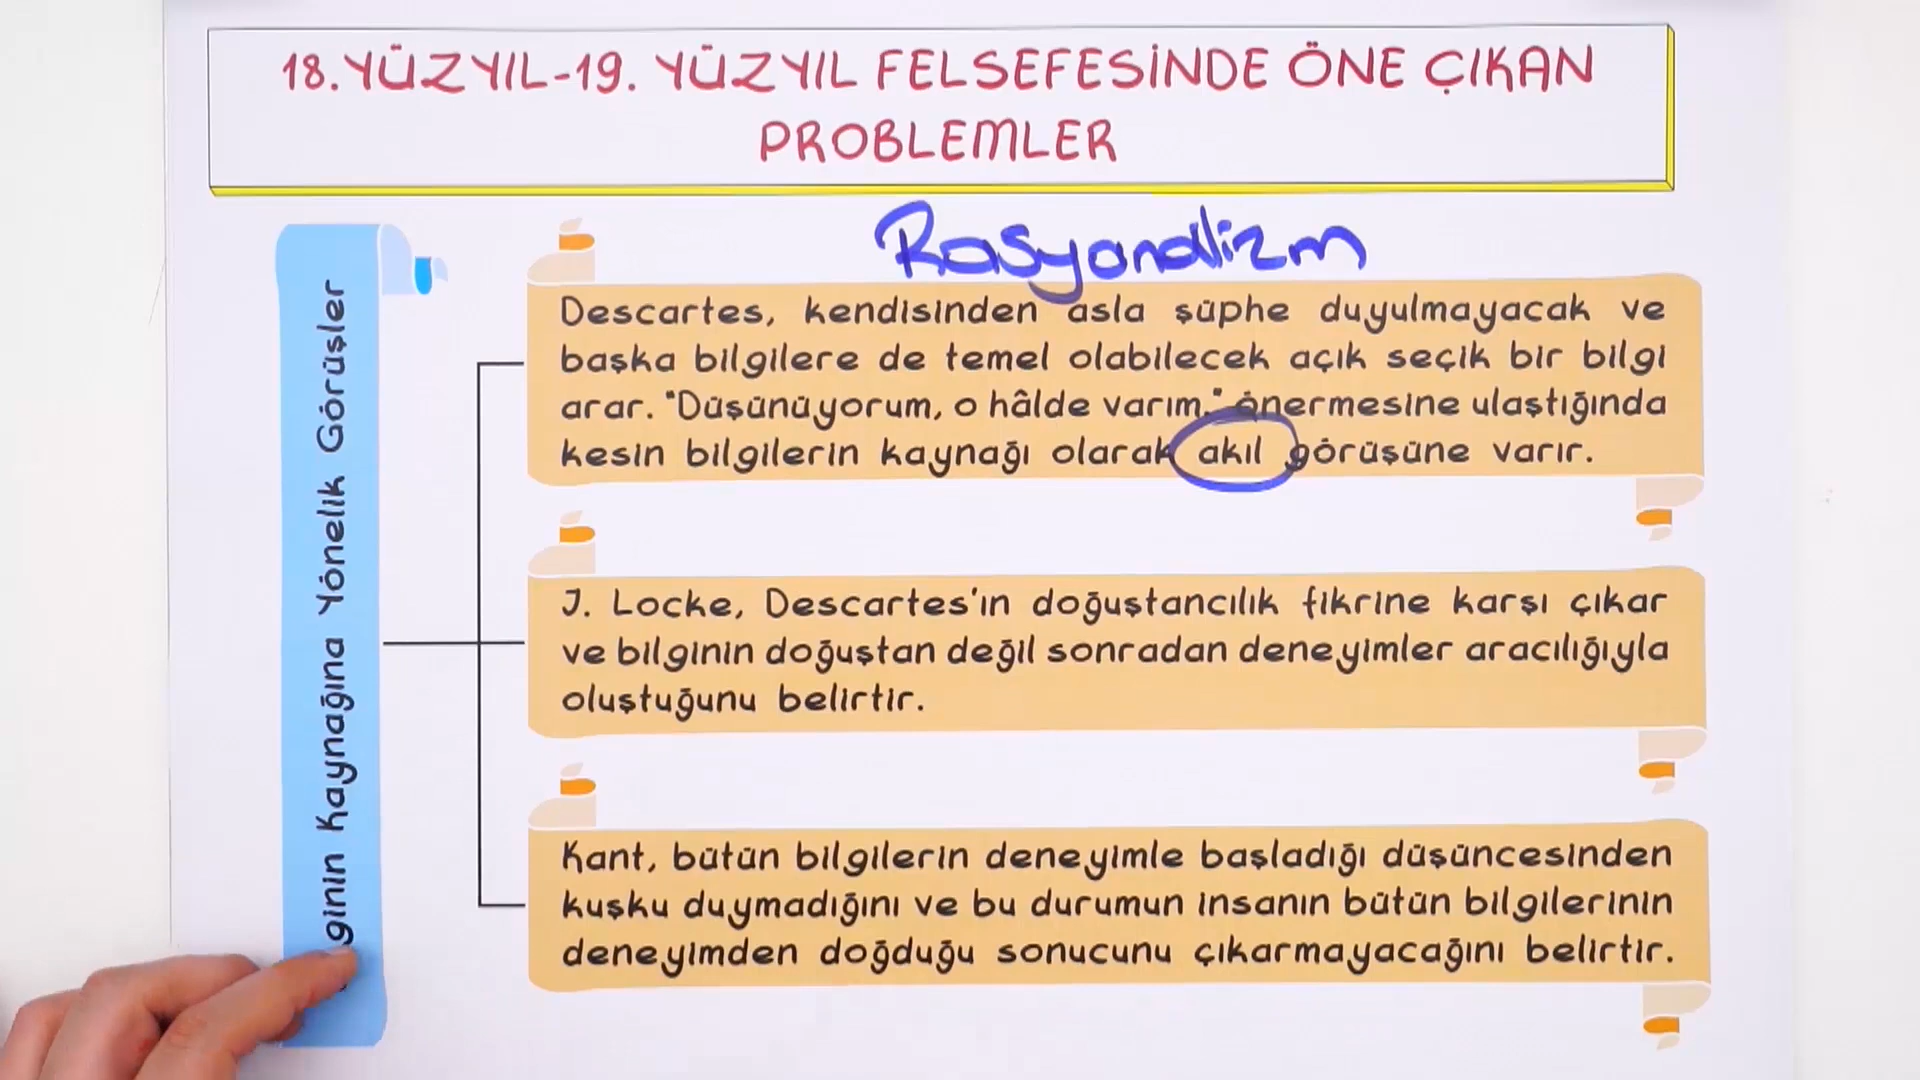 18. YÜZYIL-19. YÜZYIL FELSEFESİNDE ÖNE ÇIKAN
PROBLEMLER
Kaynağına Yönelik Görüşler
Rasyonalizm
Descartes, kendisinden asla şüphe duyulmayacak ve
başka bilgilere de temel olabilecek açık seçik bir bilgi
arar. "Düşünüyorum, o hâlde varım." önermesine ulaştığında
kesin bilgilerin kaynağı olarak akıl görüşüne varır.
J. Locke, Descartes'ın doğuştancılık fikrine karşı çıkar
ve bilginin doğuştan değil sonradan deneyimler aracılığıyla
oluştuğunu belirtir.
Kant, bütün bilgilerin deneyimle başladığı düşüncesinden
kuşku duymadığını ve bu durumun insanın bütün bilgilerinin
deneyimden doğduğu sonucunu çıkarmayacağını belirtir.